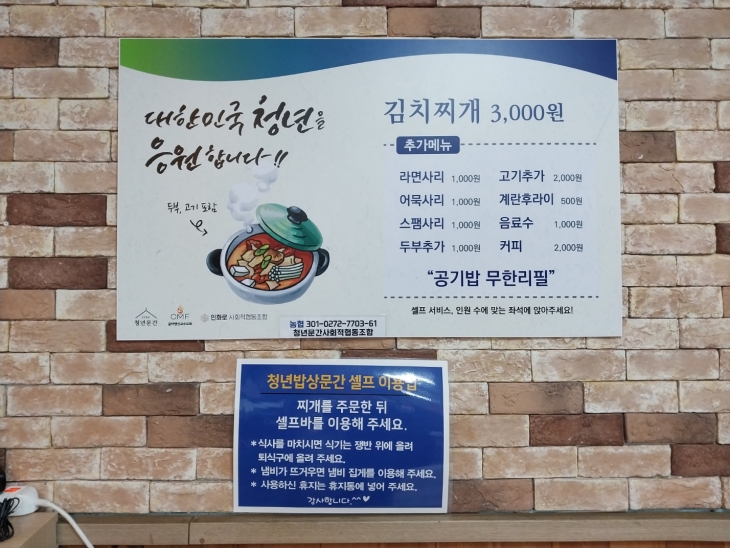 대한민국 청년을
응원합니다!!
두부, 고기 포함
김치찌개 3,000원
추가메뉴
라면사리 1,000원 고기추가 2,000원
어묵사리 1,000원 계란후라이 500원
스팸사리 1,000원 음료수 1,000원
두부추가 1,000원 커피 2,000원
“공기밥 무한리필”
셀프 서비스, 인원 수에 맞는 좌석에 앉아주세요!
청년문간 CMF 민화로 사회적협동조합
농협 301-0272-7703-61
청년문간사회적협동조합
청년밥상문간 셀프 이용법
찌개를 주문한 뒤
셀프바를 이용해 주세요.
*식사를 마치시면 식기는 쟁반 위에 올려
퇴식구에 올려 주세요.
* 냄비가 뜨거우면 냄비 집게를 이용해 주세요.
* 사용하신 휴지는 휴지통에 넣어 주세요.
감사합니다.^^♥